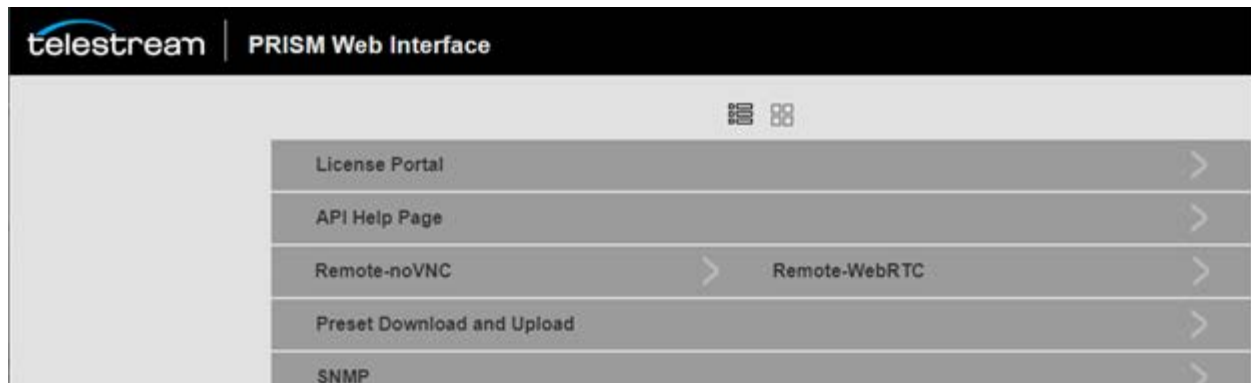 telestream PRISM Web Interface
License Portal
API Help Page
Remote-noVNC Remote-WebRTC
Preset Download and Upload
SNMP